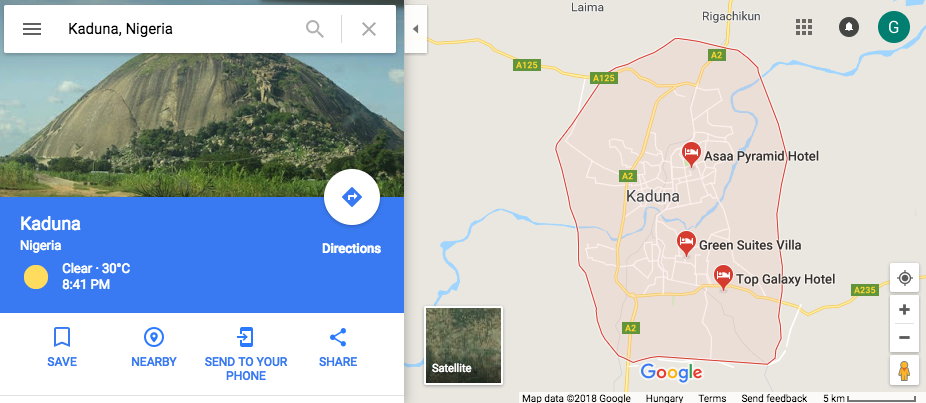 Kaduna, Nigeria
Kaduna
Nigeria
Directions
Clear · 30°C
8:41 PM
SAVE
NEARBY
SEND TO YOUR
PHONE
SHARE
Laima
Rigachikun
G
A2
A125
A125
Asaa Pyramid Hotel
A2
Kaduna
Green Suites Villa
Top Galaxy Hotel
A235
A2
Satellite
Google
Map data ©2018 Google Hungary Terms Send feedback 5 km